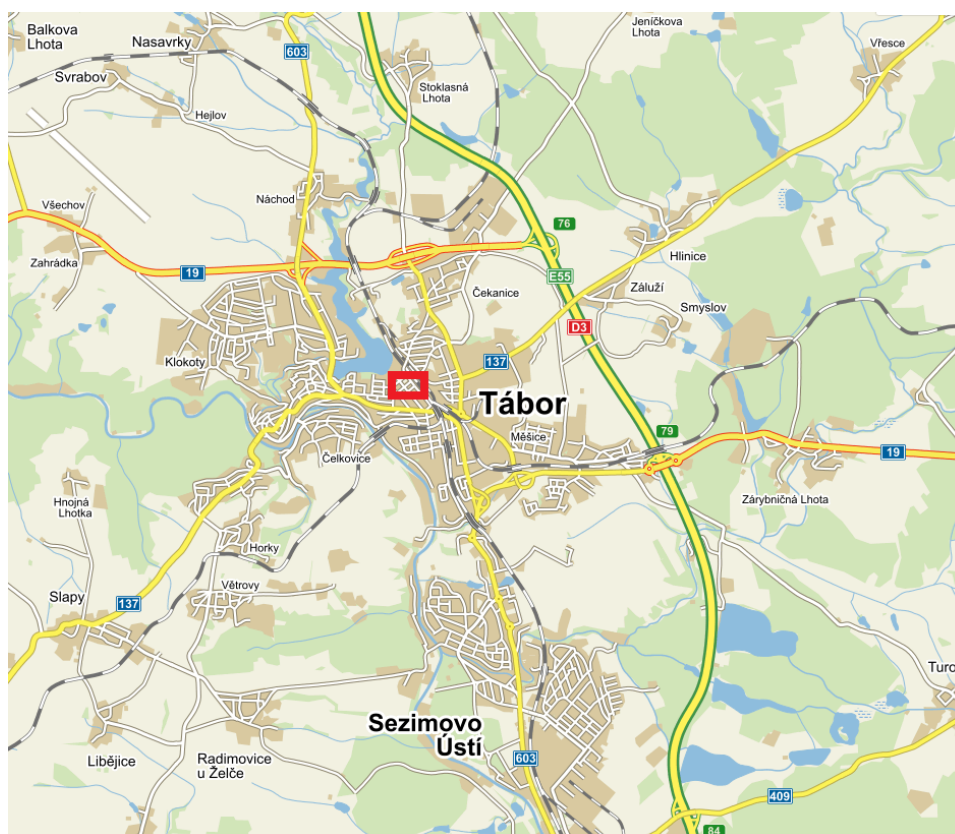 Balkova
Lhota
Nasavrky
603
Jeníčkova
Lhota
Vřesce
Svrabov
Stoklasná
Lhota
Hejlov
Náchod
Všechov
76
Zahrádka
19
Hlinice
E55
Čekanice
Záluží
Smyslov
D3
Klokoty
137
Tábor
79
Měšice
19
Čelkovice
Hnojná
Lhotka
Zárybničná Lhota
Horky
Větrovy
Slapy
137
Turo
Sezimovo
Ústí
Libějice
Radimovice
u Želče
603
409
84